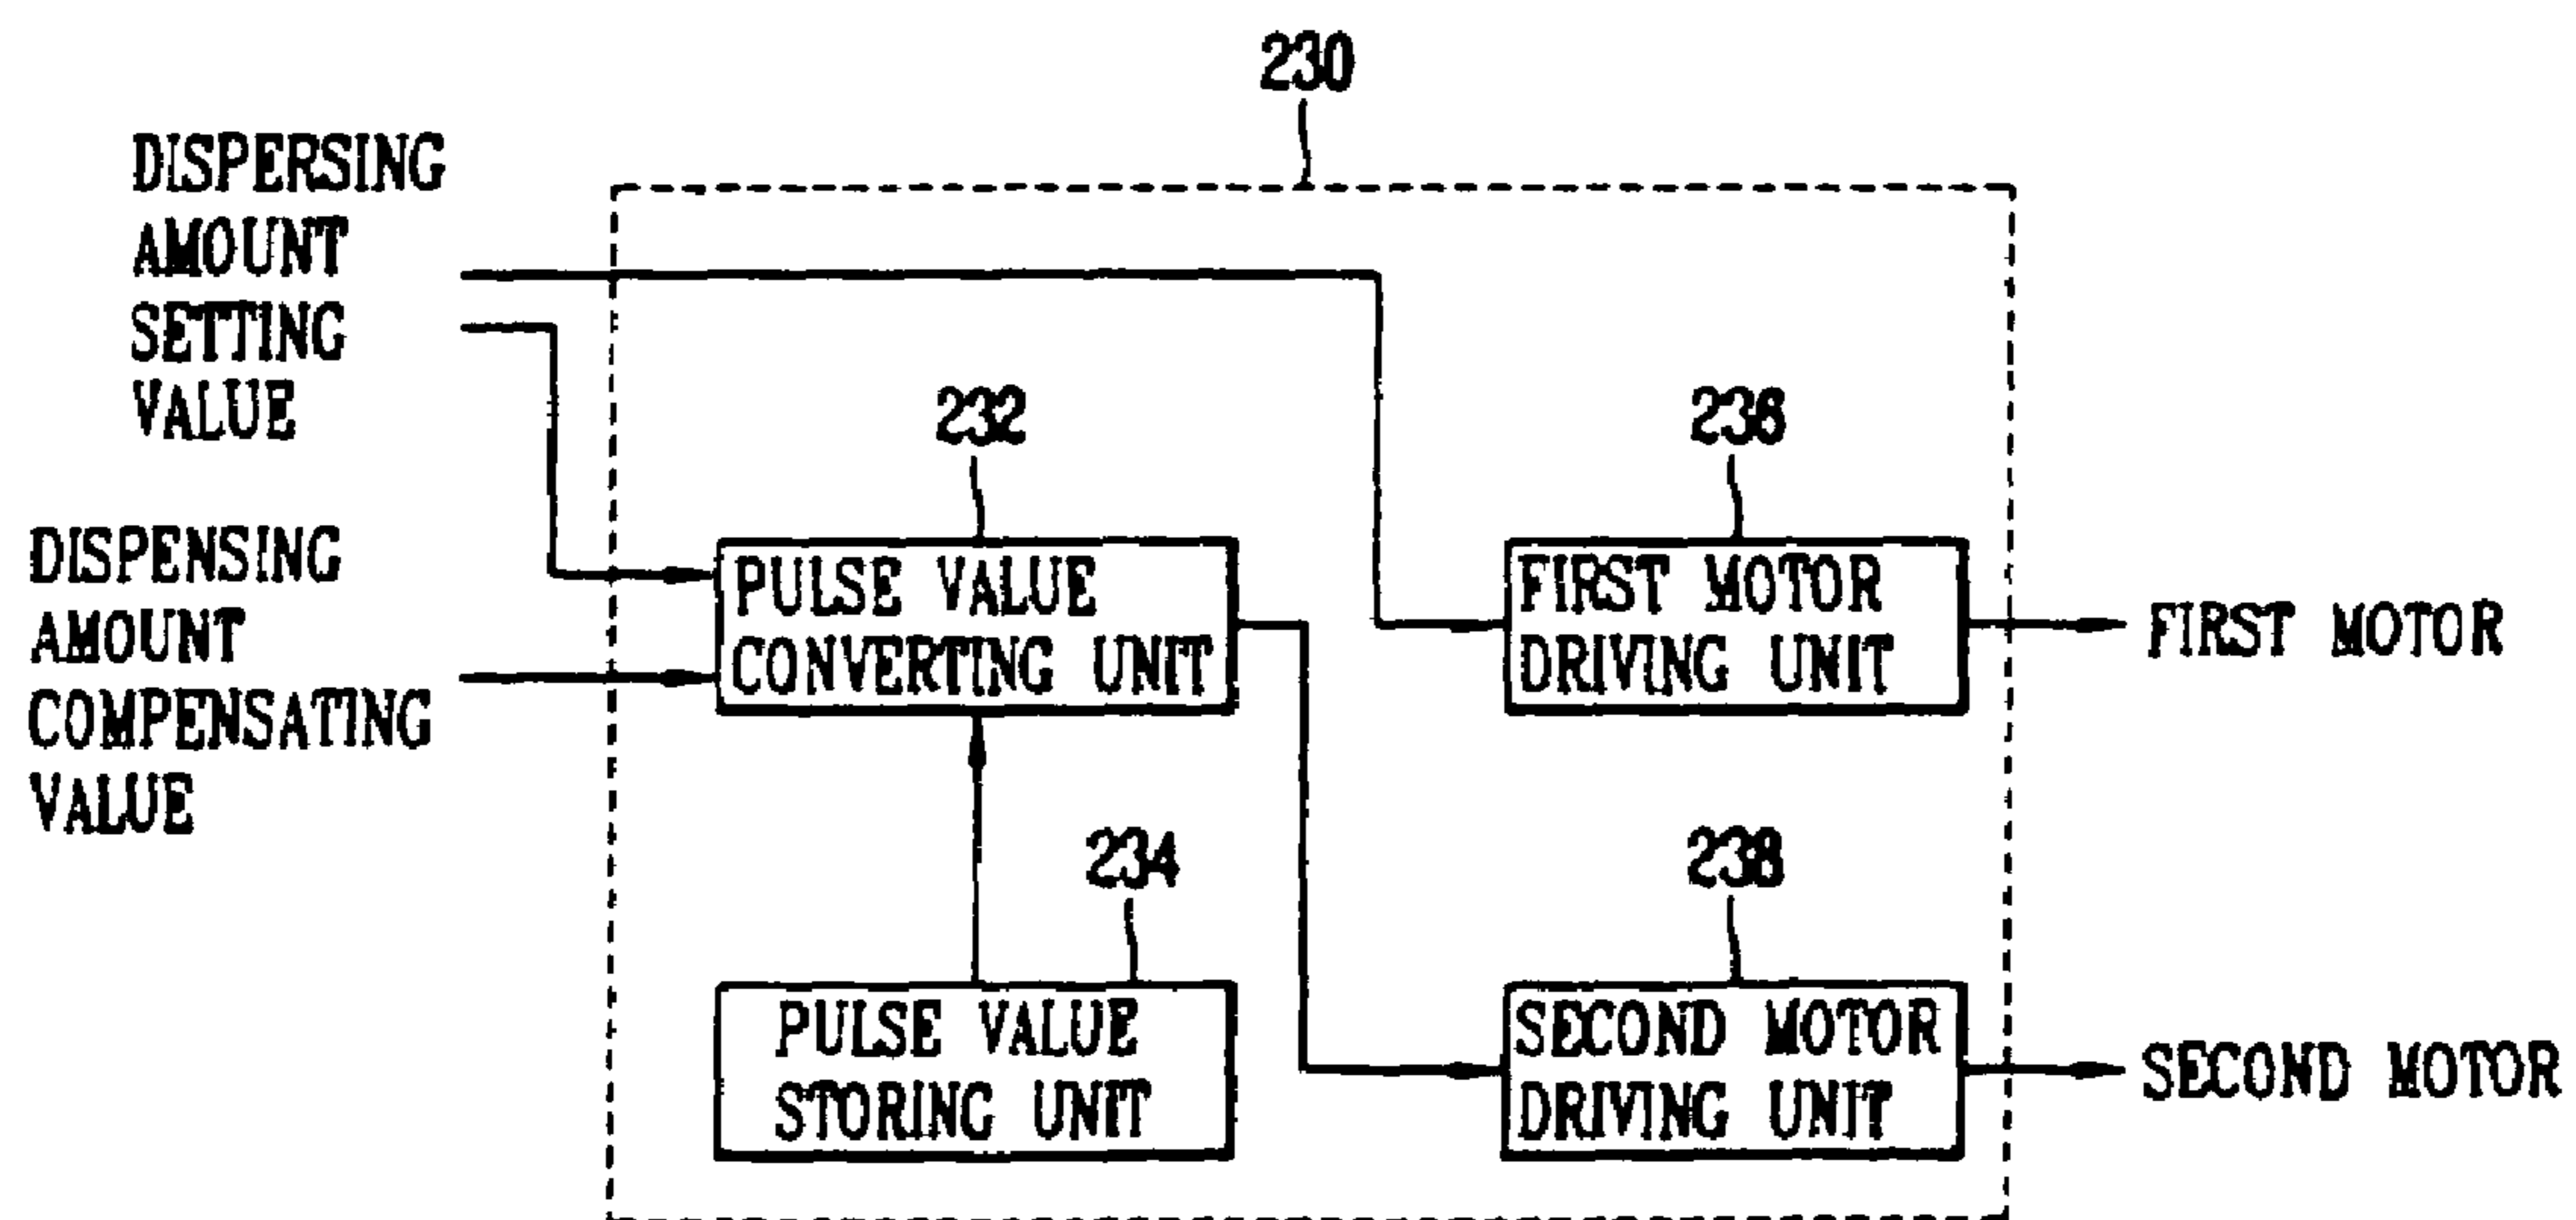 230
DISPERSING
AMOUNT
SETTING
VALUE
232
236
DISPENSING
AMOUNT
COMPENSATING
VALUE
PULSE VALUE
CONVERTING UNIT
FIRST MOTOR
DRIVING UNIT
FIRST MOTOR
234
238
PULSE VALUE
STORING UNIT
SECOND MOTOR
DRIVING UNIT
SECOND MOTOR